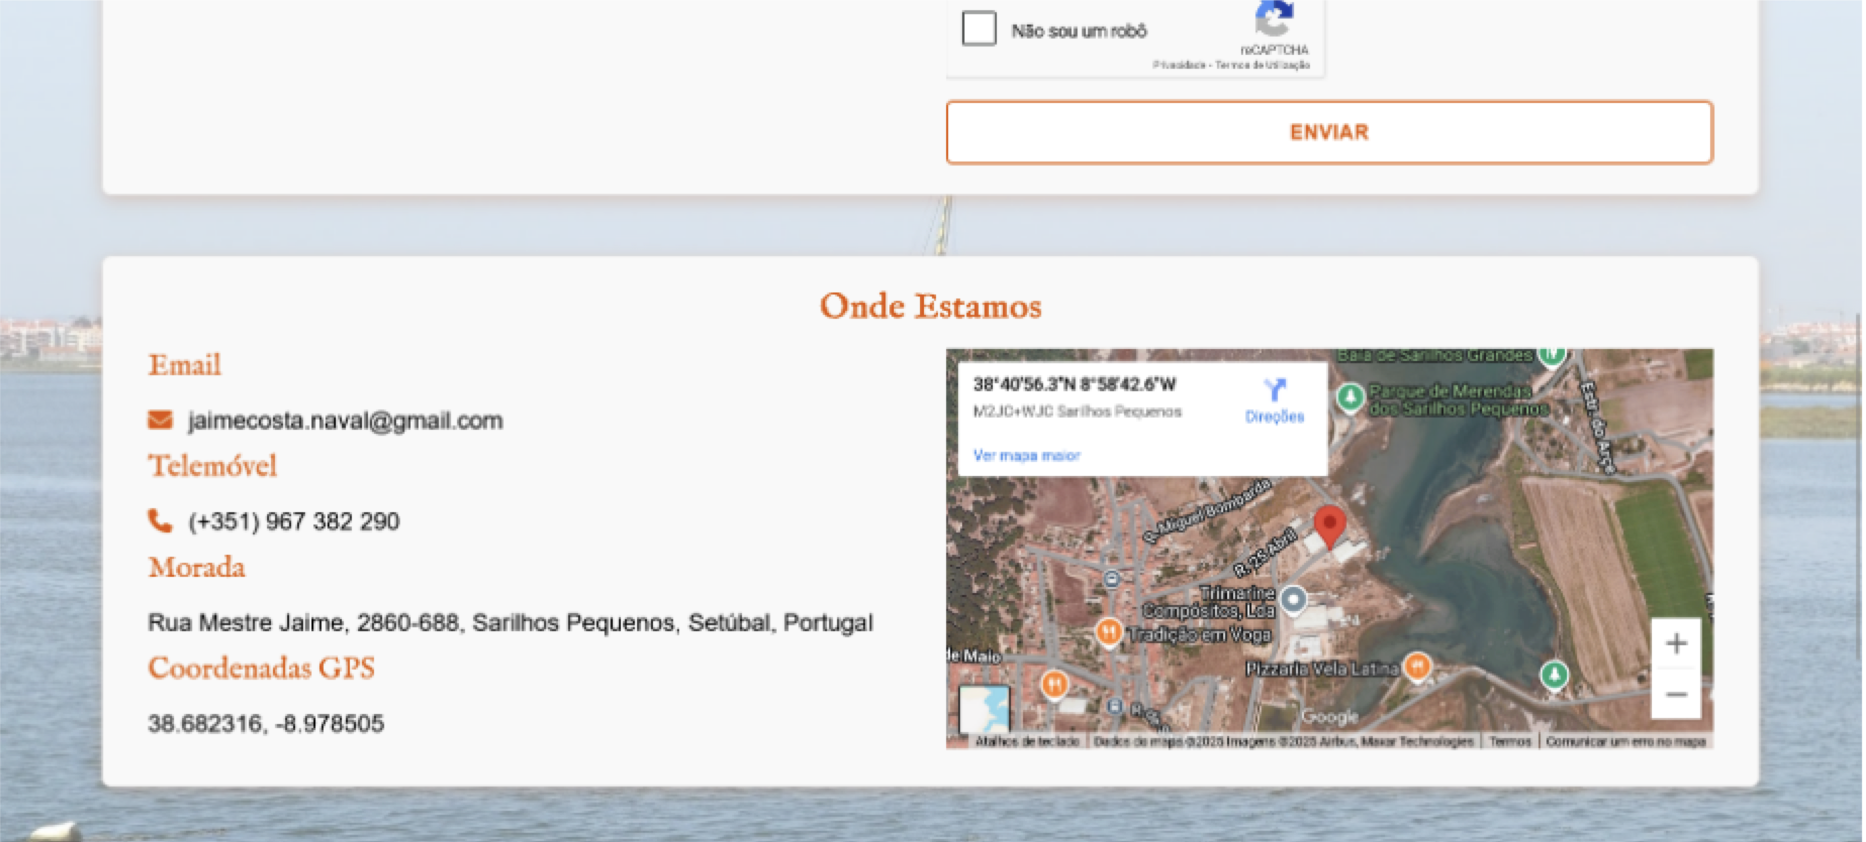 Não sou um robô
reCAPTCHA
Privacidade - Termos de Utilização
ENVIAR
Onde Estamos
Email
jaimecosta.naval@gmail.com
Telemóvel
(+351) 967 382 290
Morada
Rua Mestre Jaime, 2860-688, Sarilhos Pequenos, Setúbal, Portugal
Coordenadas GPS
38.682316, -8.978505
38°40'56.3"N 8°58'42.6"W
M2JC+WJC Sarilhos Pequenos
Direções
Ver mapa maior
Baía de Sarilhos Grandes
Parque de Merendas
dos Sarilhos Pequenos
Estr. do Arce
R. Miguel Bombarda
R. 25 Abril
Trimarine
Compósitos, Lda
Tradição em Voga
de Maio
Pizzaria Vela Latina
Google
Atalhos de teclado
Dados do mapa ©2025 Imagens ©2025 Airbus, Maxar Technologies
Termos
Comunicar um erro no mapa